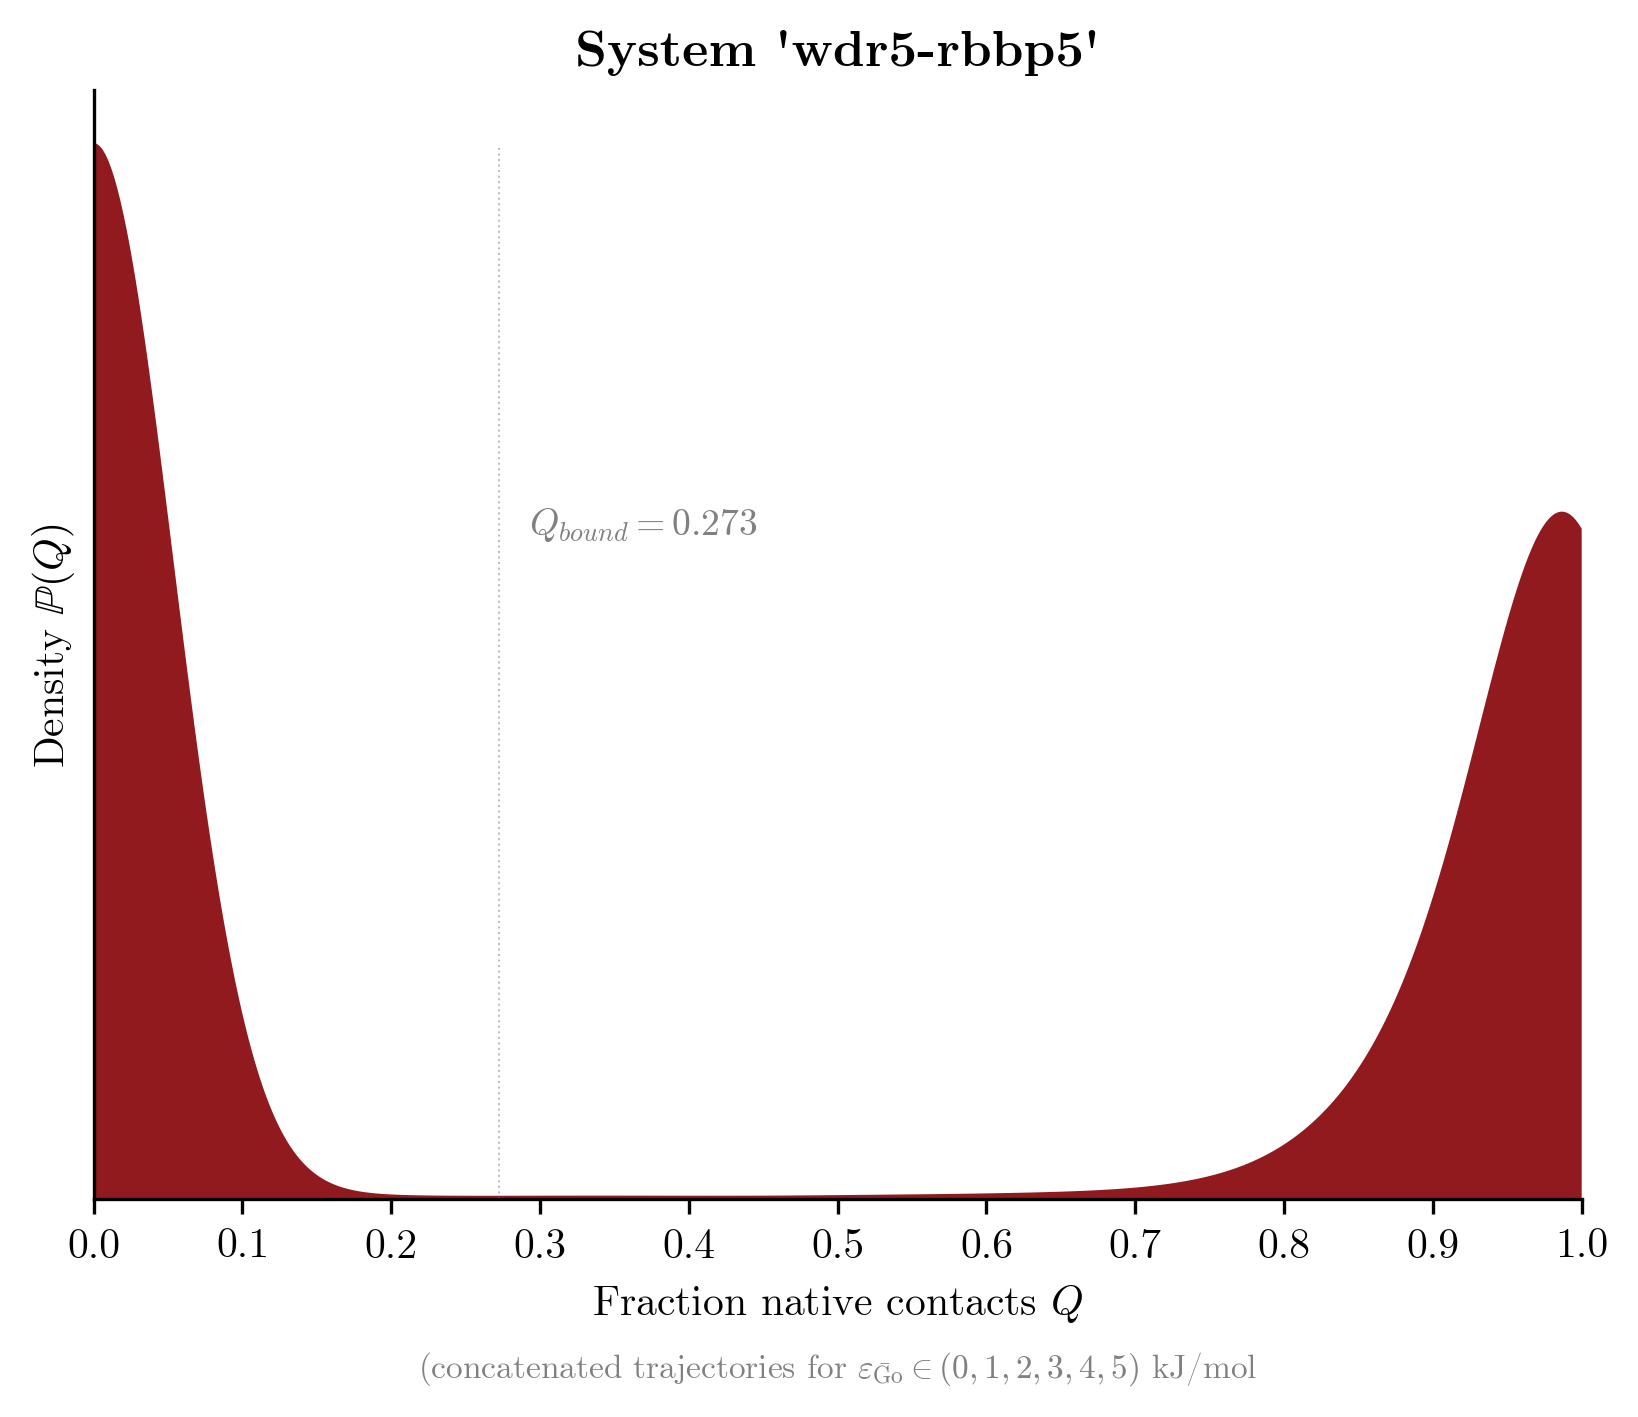 System 'wdr5-rbbp5'
Density ℙ(Q)
Q_bound = 0.273
0.0 0.1 0.2 0.3 0.4 0.5 0.6 0.7 0.8 0.9 1.0
Fraction native contacts Q
(concatenated trajectories for ε_Ḡo ∈ (0, 1, 2, 3, 4, 5) kJ/mol